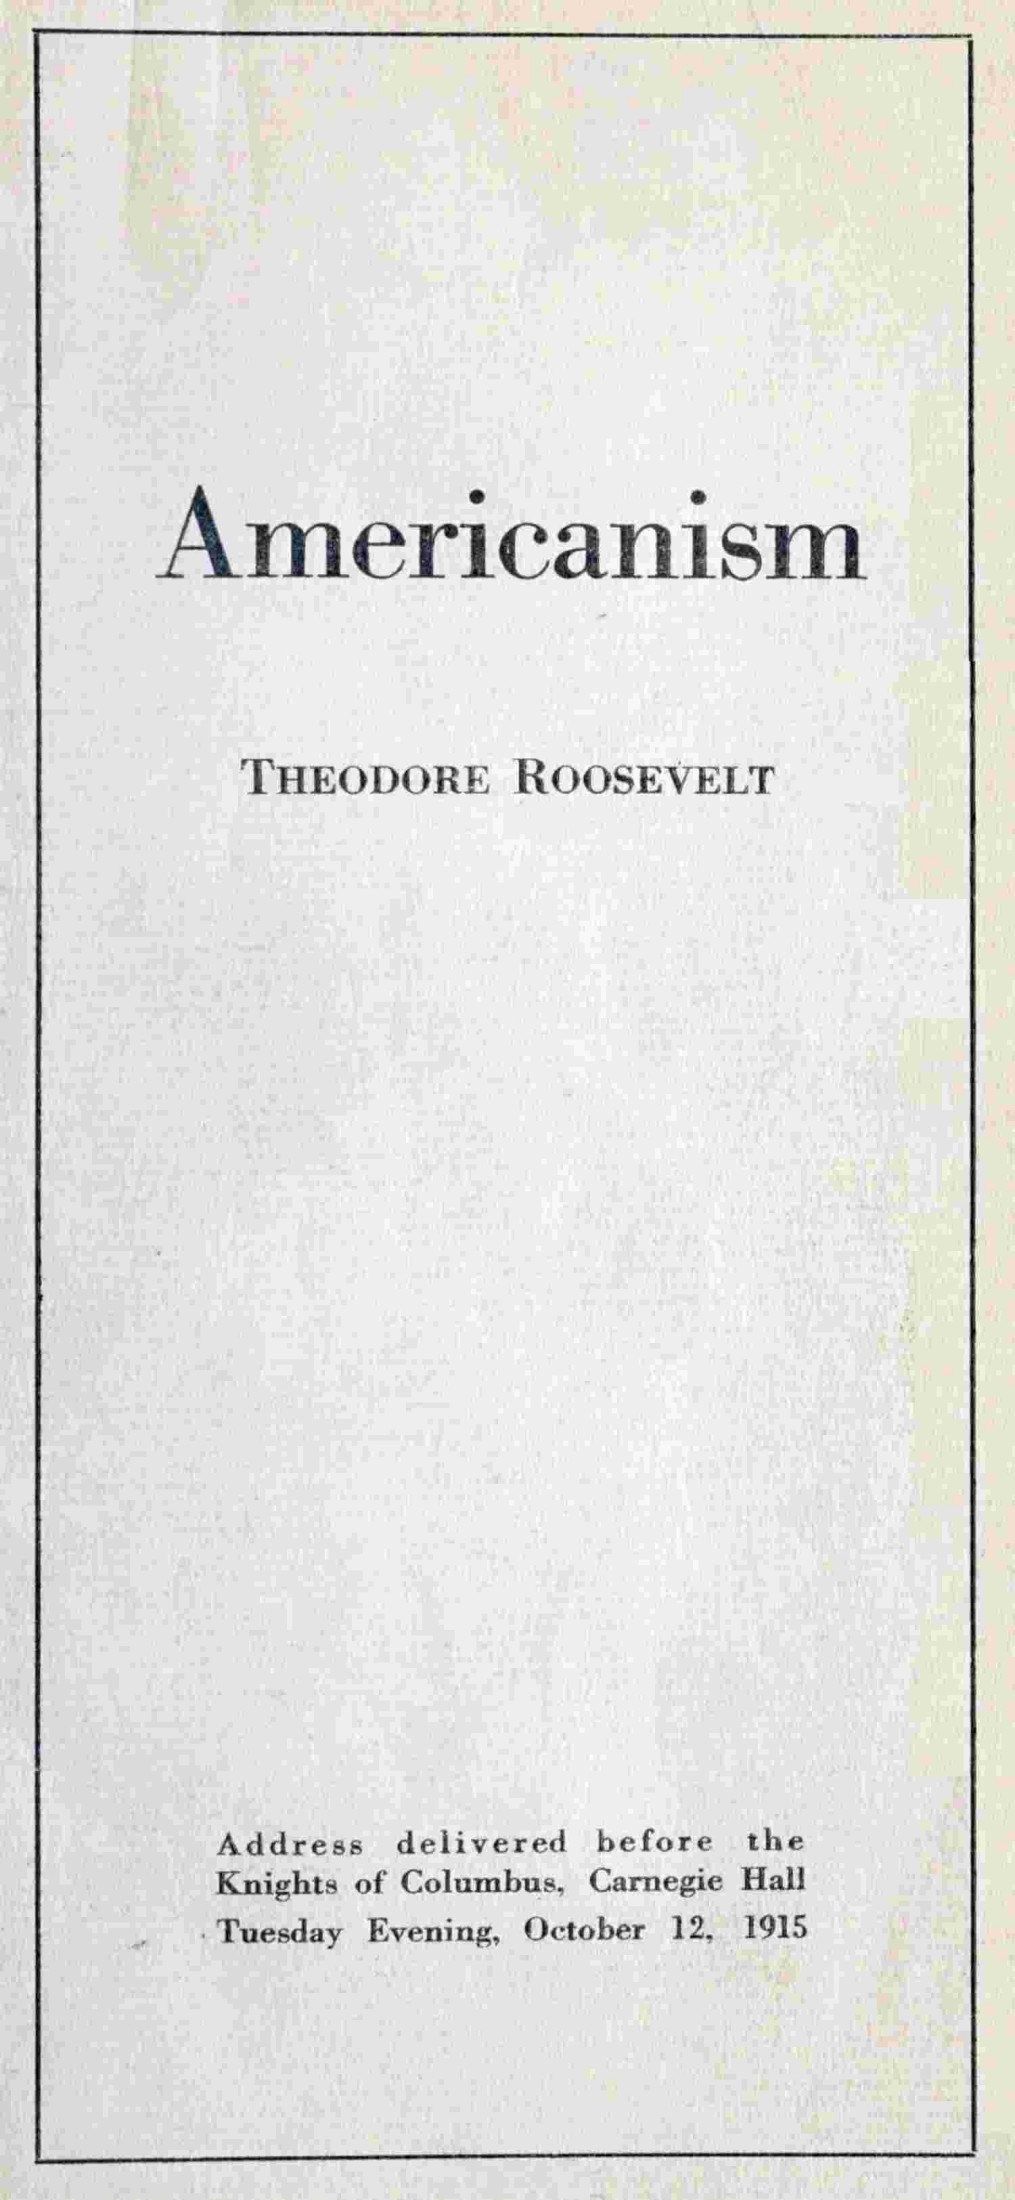 Americanism
THEODORE ROOSEVELT
Address delivered before the
Knights of Columbus, Carnegie Hall
Tuesday Evening, October 12, 1915